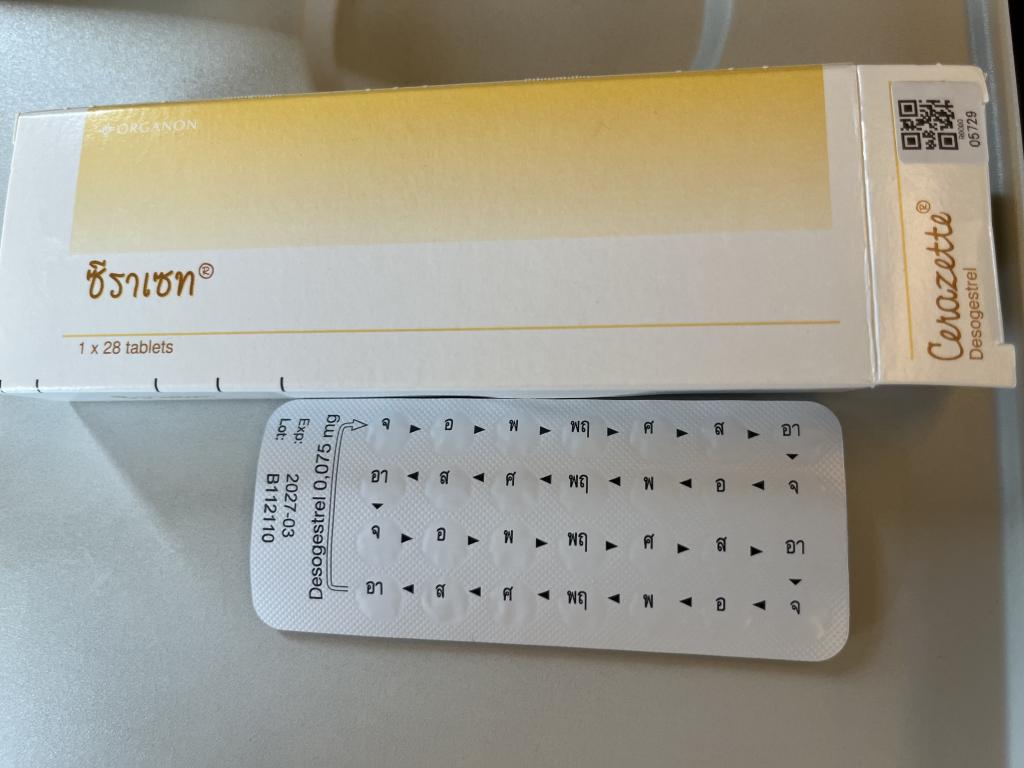 ORGANON
ซีราเซท®
1 x 28 tablets
05729
Cerazette®
Desogestrel
Desogestrel 0,075 mg
Exp: 2027-03
Lot: B112110
จ อ พ พฤ ศ ส อา
อา ส ศ พฤ พ อ จ
จ อ พ พฤ ศ ส อา
อา ส ศ พฤ พ อ จ